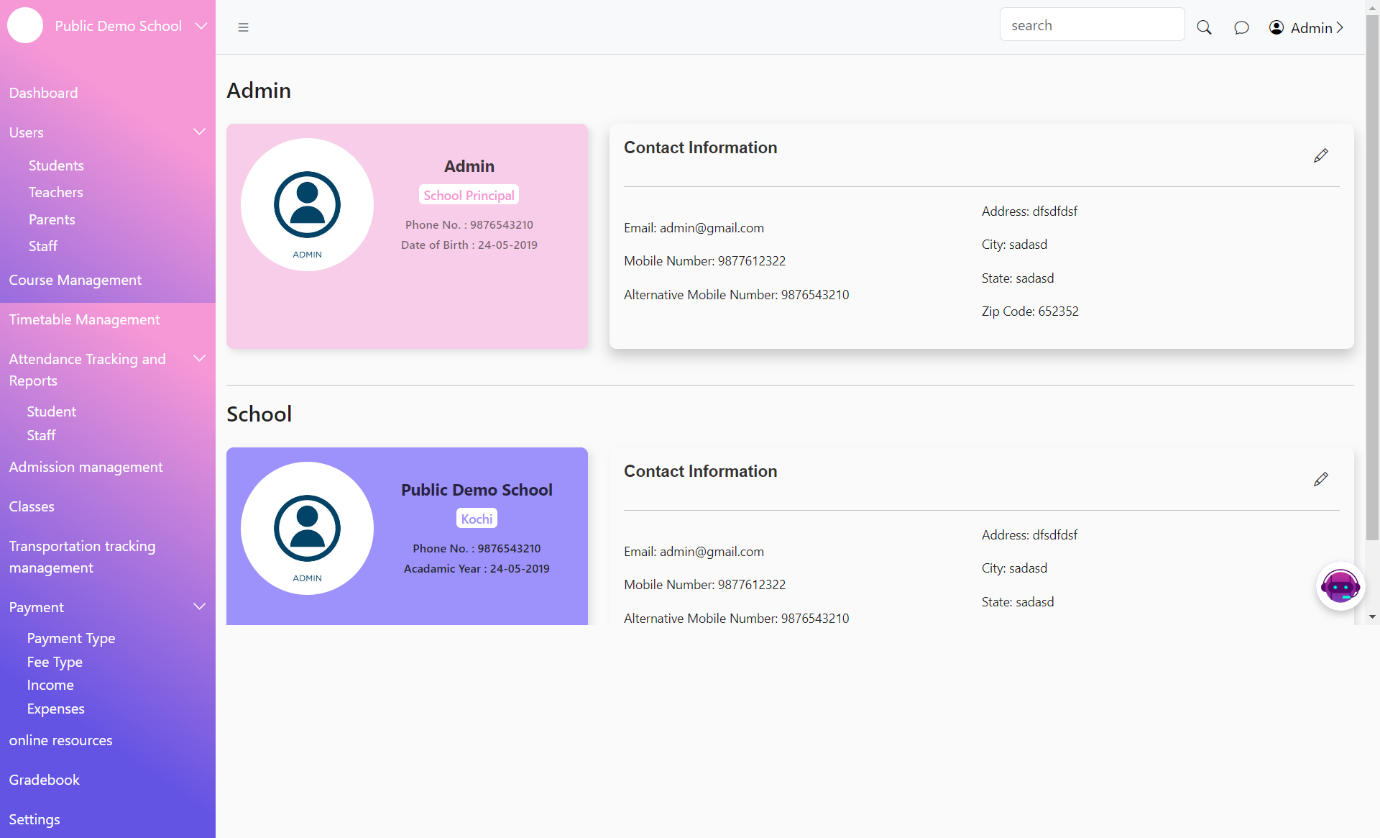 Public Demo School
Dashboard
Users
Students
Teachers
Parents
Staff
Course Management
Timetable Management
Attendance Tracking and
Reports
Student
Staff
Admission management
Classes
Transportation tracking
management
Payment
Payment Type
Fee Type
Income
Expenses
online resources
Gradebook
Settings
search
Admin
Admin
ADMIN
Admin
School Principal
Phone No. : 9876543210
Date of Birth : 24-05-2019
Contact Information
Email: admin@gmail.com
Mobile Number: 9877612322
Alternative Mobile Number: 9876543210
Address: dfsdfdsf
City: sadasd
State: sadasd
Zip Code: 652352
School
ADMIN
Public Demo School
Kochi
Phone No. : 9876543210
Acadamic Year : 24-05-2019
Contact Information
Email: admin@gmail.com
Mobile Number: 9877612322
Alternative Mobile Number: 9876543210
Address: dfsdfdsf
City: sadasd
State: sadasd